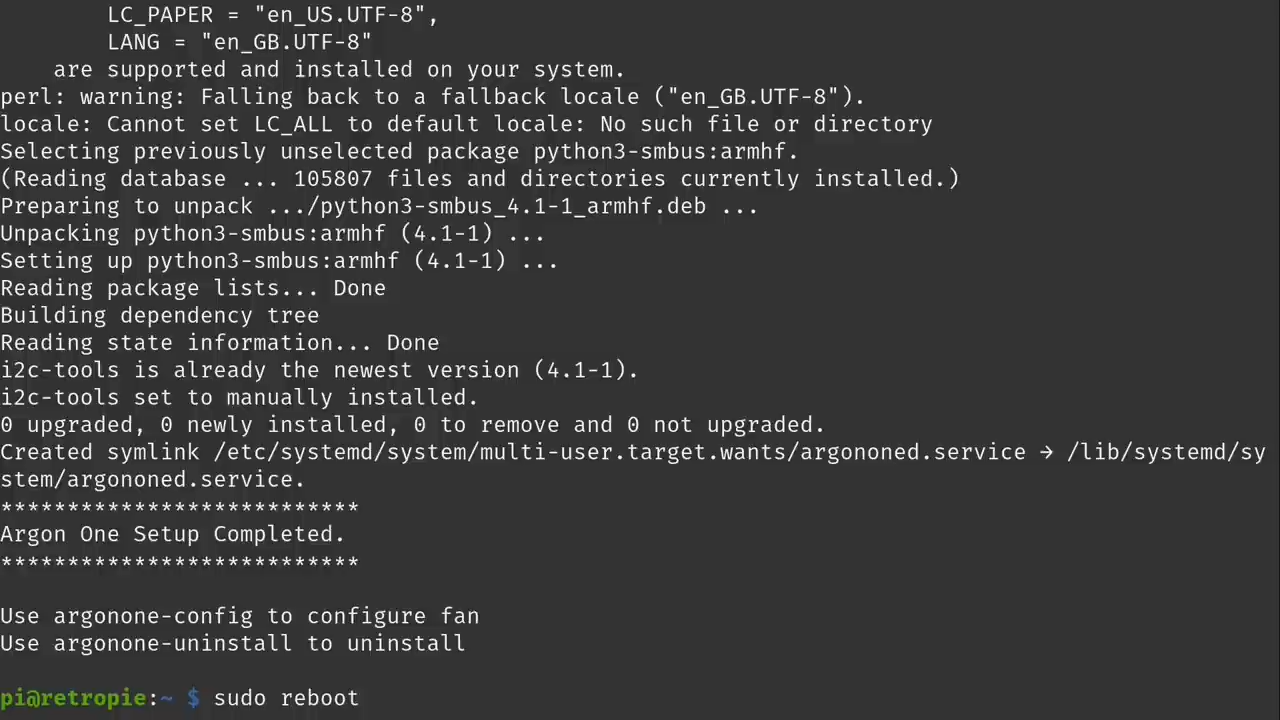 LC_PAPER = "en_US.UTF-8",
LANG = "en_GB.UTF-8"
are supported and installed on your system.
perl: warning: Falling back to a fallback locale ("en_GB.UTF-8").
locale: Cannot set LC_ALL to default locale: No such file or directory
Selecting previously unselected package python3-smbus:armhf.
(Reading database ... 105807 files and directories currently installed.)
Preparing to unpack .../python3-smbus_4.1-1_armhf.deb ...
Unpacking python3-smbus:armhf (4.1-1) ...
Setting up python3-smbus:armhf (4.1-1) ...
Reading package lists... Done
Building dependency tree
Reading state information... Done
i2c-tools is already the newest version (4.1-1).
i2c-tools set to manually installed.
0 upgraded, 0 newly installed, 0 to remove and 0 not upgraded.
Created symlink /etc/systemd/system/multi-user.target.wants/argononed.service → /lib/systemd/sy
stem/argononed.service.
***************************
Argon One Setup Completed.
***************************
Use argonone-config to configure fan
Use argonone-uninstall to uninstall
pi@retropie:~ $ sudo reboot